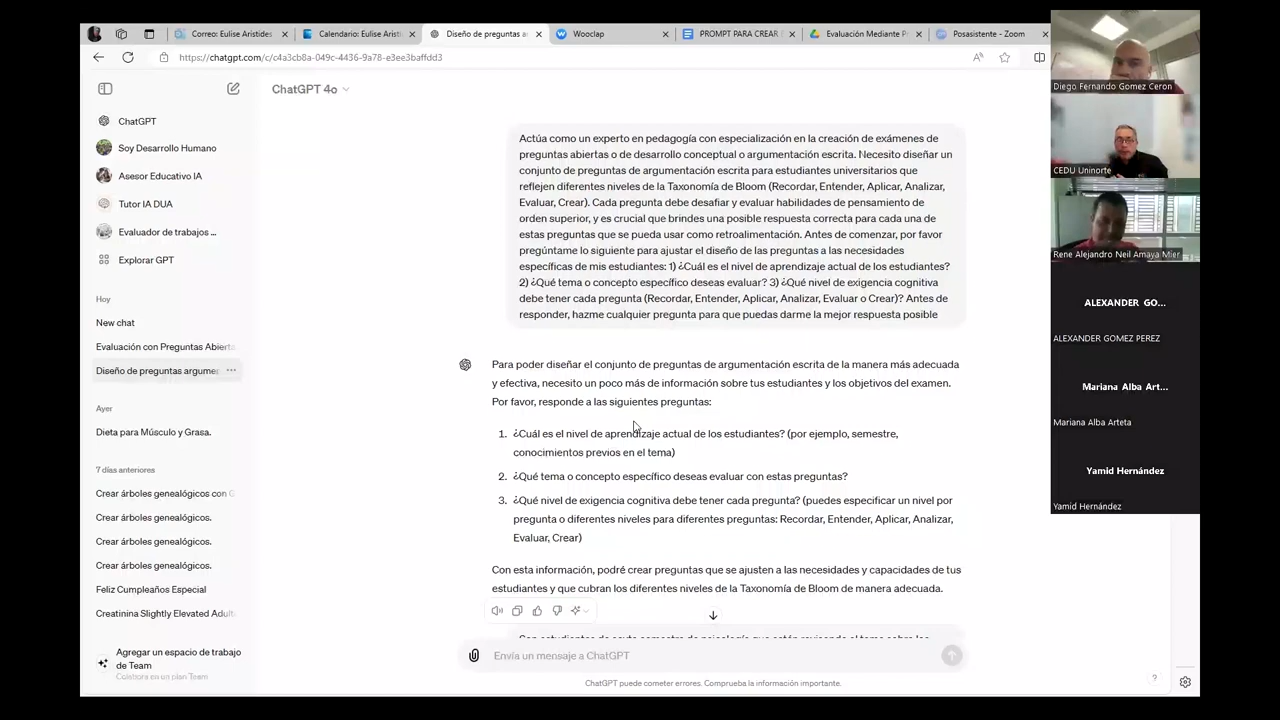 Correo: Eulise Aristides
Calendario: Eulise Aristi
Diseño de preguntas a
Wooclap
PROMPT PARA CREAR E
Evaluación Mediante P
Posasistente - Zoom
https://chatgpt.com/c/c4a3cb8a-049c-4436-9a78-e3ee3baffdd3
ChatGPT 4o
ChatGPT
Soy Desarrollo Humano
Asesor Educativo IA
Tutor IA DUA
Evaluador de trabajos ...
Explorar GPT
Hoy
New chat
Evaluación con Preguntas Abierta
Diseño de preguntas argumen
Ayer
Dieta para Músculo y Grasa.
7 días anteriores
Crear árboles genealógicos con G
Crear árboles genealógicos.
Crear árboles genealógicos.
Crear árboles genealógicos.
Feliz Cumpleaños Especial
Creatinina Slightly Elevated Adult
Agregar un espacio de trabajo
de Team
Colabora en un plan Team
Actúa como un experto en pedagogía con especialización en la creación de exámenes de
preguntas abiertas o de desarrollo conceptual o argumentación escrita. Necesito diseñar un
conjunto de preguntas de argumentación escrita para estudiantes universitarios que
reflejen diferentes niveles de la Taxonomía de Bloom (Recordar, Entender, Aplicar, Analizar,
Evaluar, Crear). Cada pregunta debe desafiar y evaluar habilidades de pensamiento de
orden superior, y es crucial que brindes una posible respuesta correcta para cada una de
estas preguntas que se pueda usar como retroalimentación. Antes de comenzar, por favor
pregúntame lo siguiente para ajustar el diseño de las preguntas a las necesidades
específicas de mis estudiantes: 1) ¿Cuál es el nivel de aprendizaje actual de los estudiantes?
2) ¿Qué tema o concepto específico deseas evaluar? 3) ¿Qué nivel de exigencia cognitiva
debe tener cada pregunta (Recordar, Entender, Aplicar, Analizar, Evaluar o Crear)? Antes de
responder, hazme cualquier pregunta para que puedas darme la mejor respuesta posible
Para poder diseñar el conjunto de preguntas de argumentación escrita de la manera más adecuada
y efectiva, necesito un poco más de información sobre tus estudiantes y los objetivos del examen.
Por favor, responde a las siguientes preguntas:
1. ¿Cuál es el nivel de aprendizaje actual de los estudiantes? (por ejemplo, semestre,
conocimientos previos en el tema)
2. ¿Qué tema o concepto específico deseas evaluar con estas preguntas?
3. ¿Qué nivel de exigencia cognitiva debe tener cada pregunta? (puedes especificar un nivel por
pregunta o diferentes niveles para diferentes preguntas: Recordar, Entender, Aplicar, Analizar,
Evaluar, Crear)
Con esta información, podré crear preguntas que se ajusten a las necesidades y capacidades de tus
estudiantes y que cubran los diferentes niveles de la Taxonomía de Bloom de manera adecuada.
Envía un mensaje a ChatGPT
ChatGPT puede cometer errores. Comprueba la información importante.
?
Diego Fernando Gomez Ceron
CEDU Uninorte
Rene Alejandro Neil Amaya Mier
ALEXANDER GO...
ALEXANDER GOMEZ PEREZ
Mariana Alba Art...
Mariana Alba Arteta
Yamid Hernández
Yamid Hernández